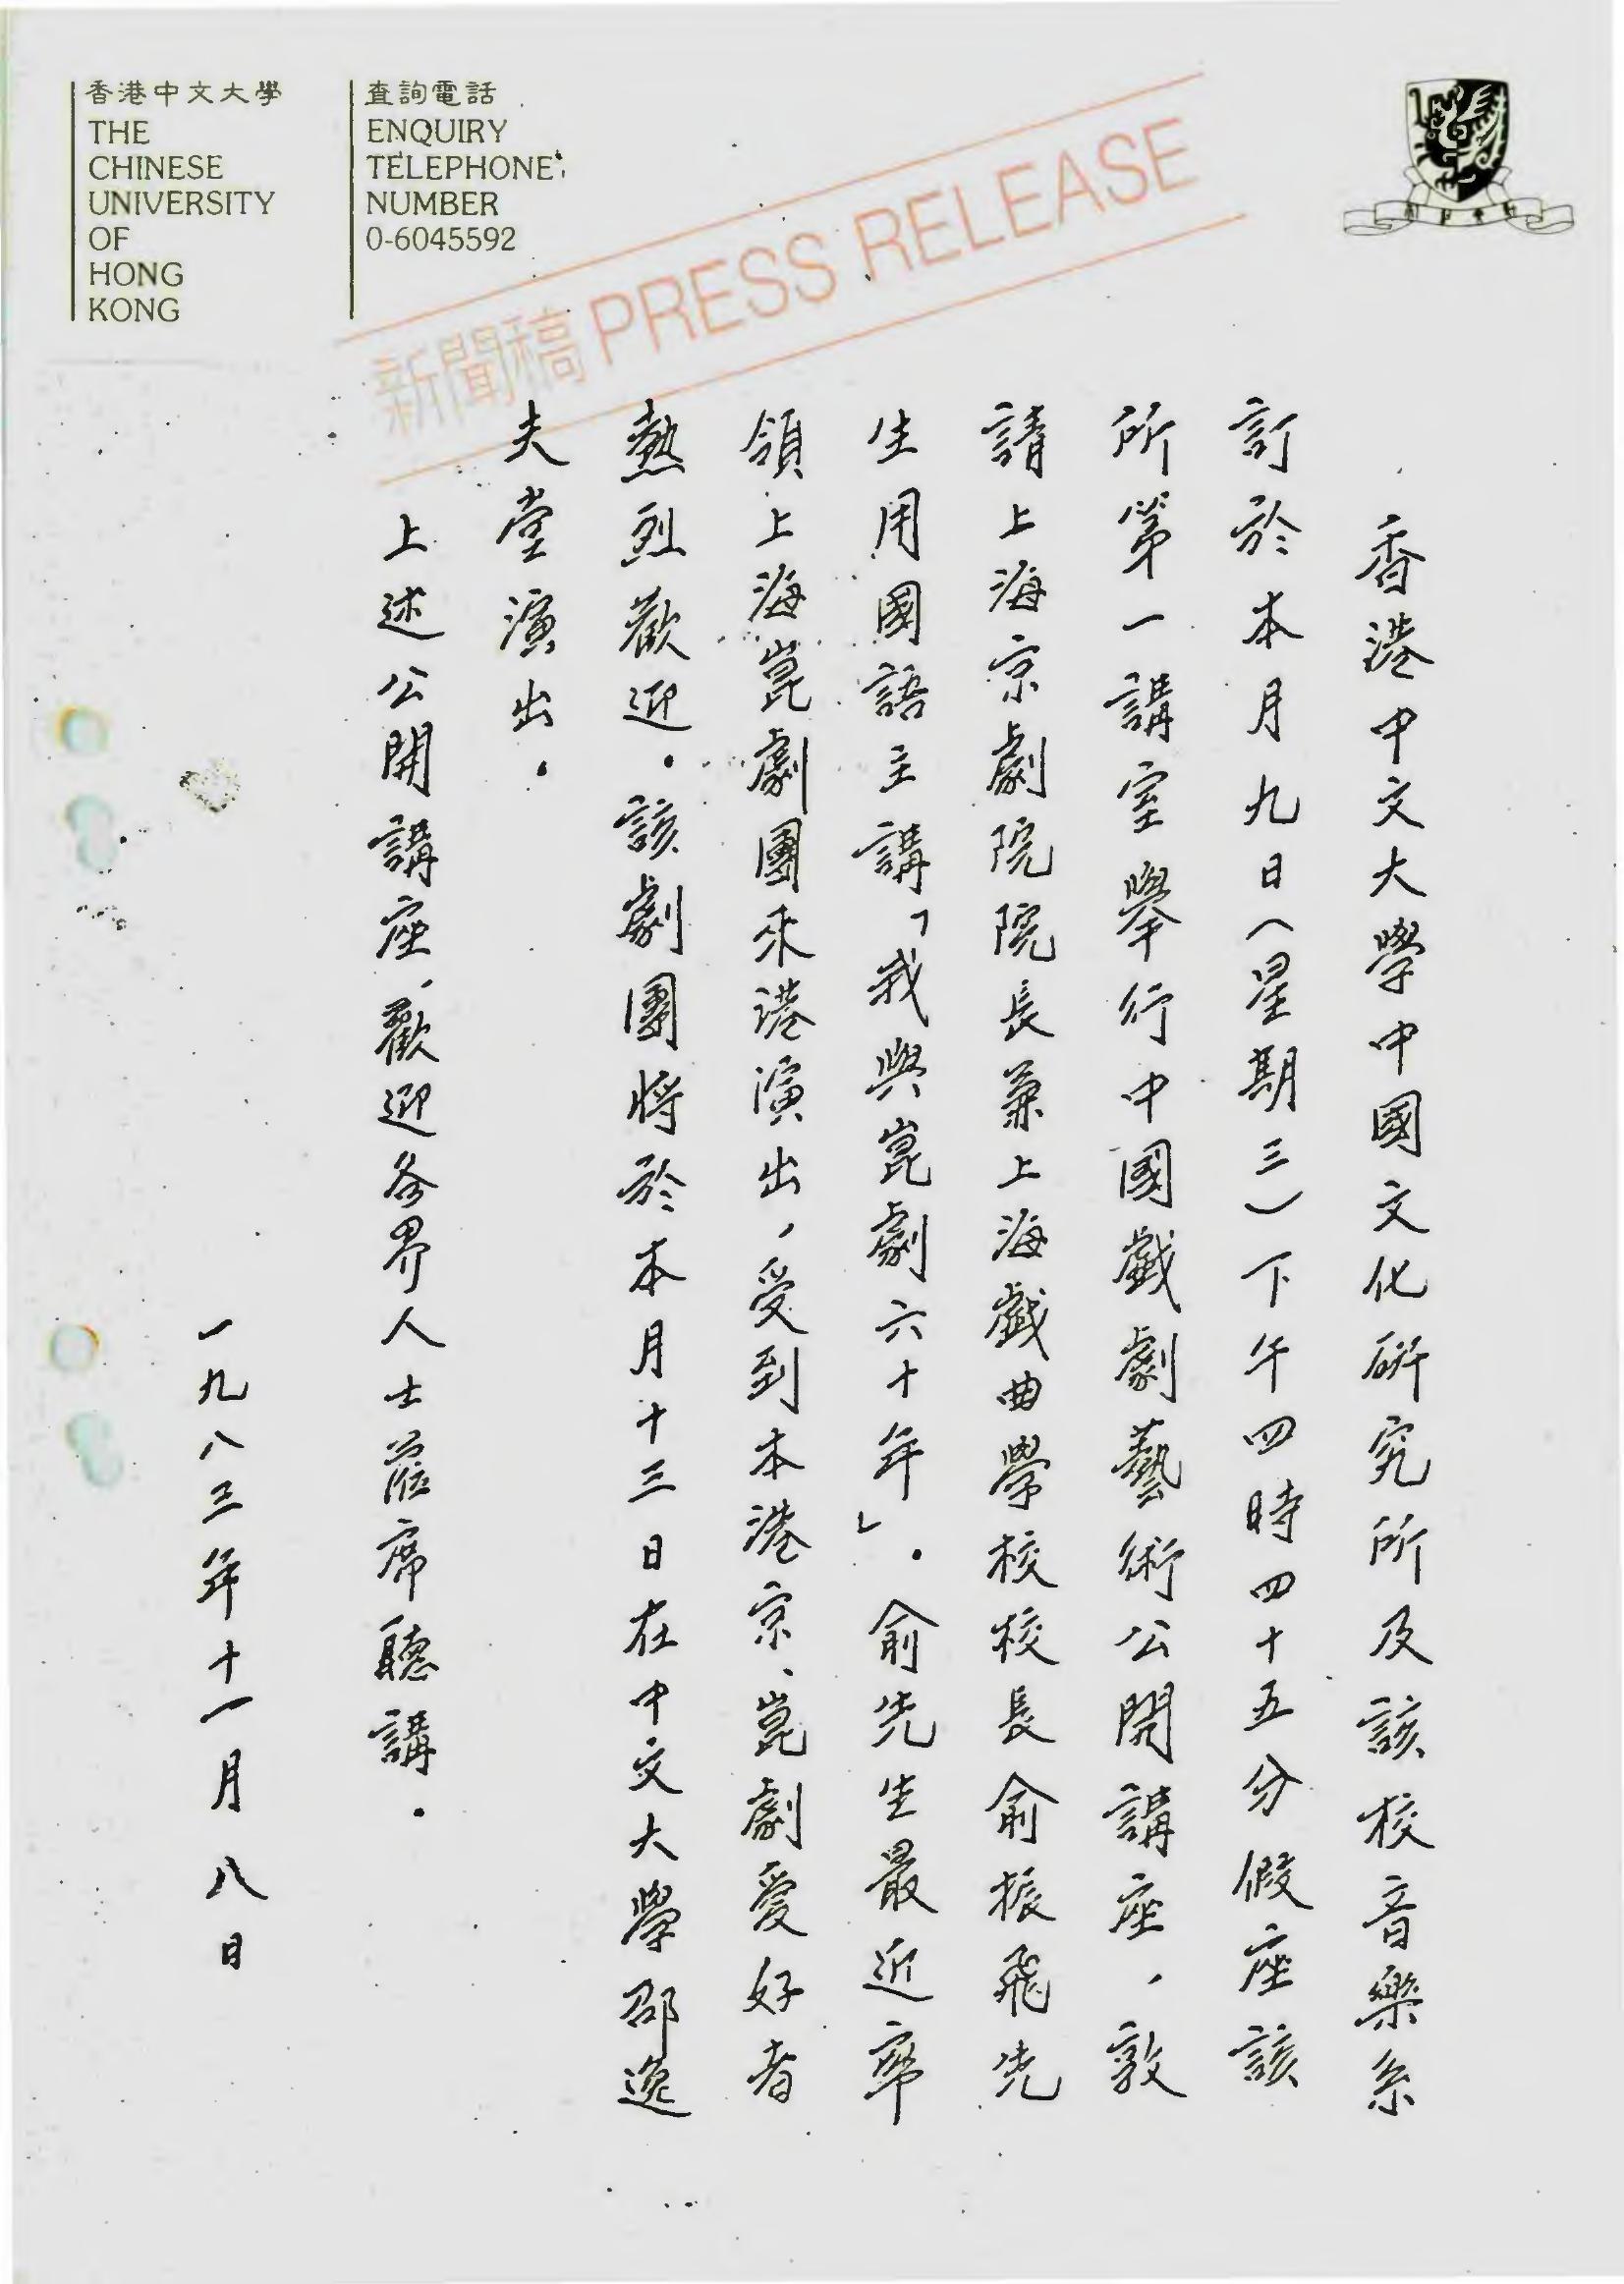 香港中文大學
THE
CHINESE
UNIVERSITY
OF
HONG
KONG
查詢電話
ENQUIRY
TELEPHONE
NUMBER
0-6045592
新聞稿 PRESS RELEASE
香港中文大學中國文化研究所及該校音樂系
訂於本月九日（星期三）下午四時四十五分假座該
所第一講室舉行中國戲劇藝術公開講座，敦
請上海京劇院院長兼上海戲曲學校校長俞振飛先
生用國語主講「我與崑劇六十年」。俞先生最近率
領上海崑劇團來港演出，受到本港京、崑劇愛好者
熱烈歡迎。該劇團將於本月十三日在中文大學邵逸
夫堂演出。
上述公開講座，歡迎各界人士蒞席聽講。
一九八三年十一月八日